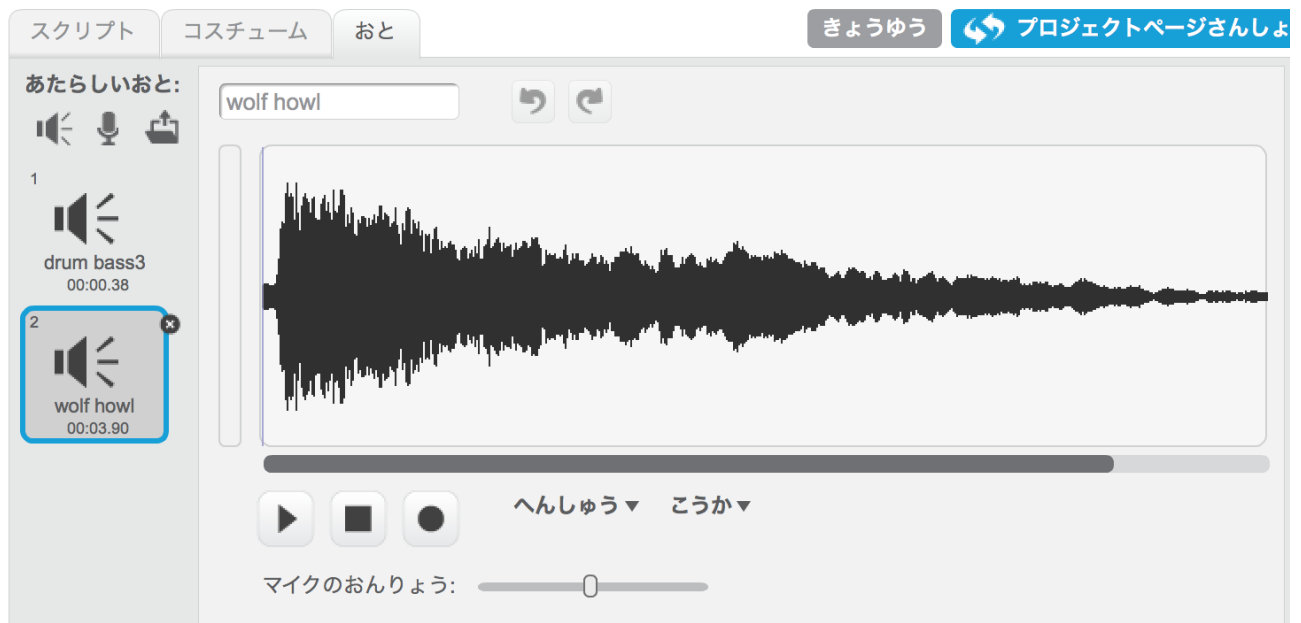 スクリプト
コスチューム
おと
きょうゆう
プロジェクトページさんしょ
あたらしいおと:
wolf howl
1
drum bass3
00:00.38
2
wolf howl
00:03.90
へんしゅう
こうか
マイクのおんりょう: